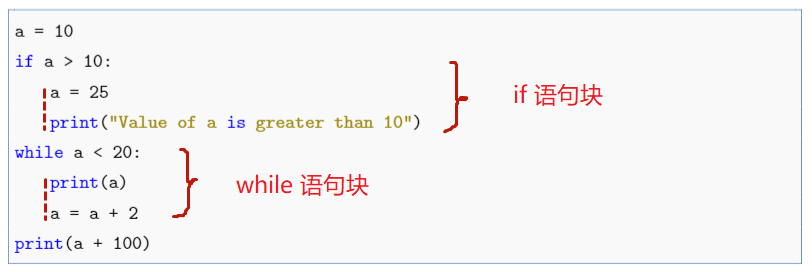 a = 10
if a > 10:
a = 25
print("Value of a is greater than 10")
if 语句块
while a < 20:
print(a)
while 语句块
a = a + 2
print(a + 100)